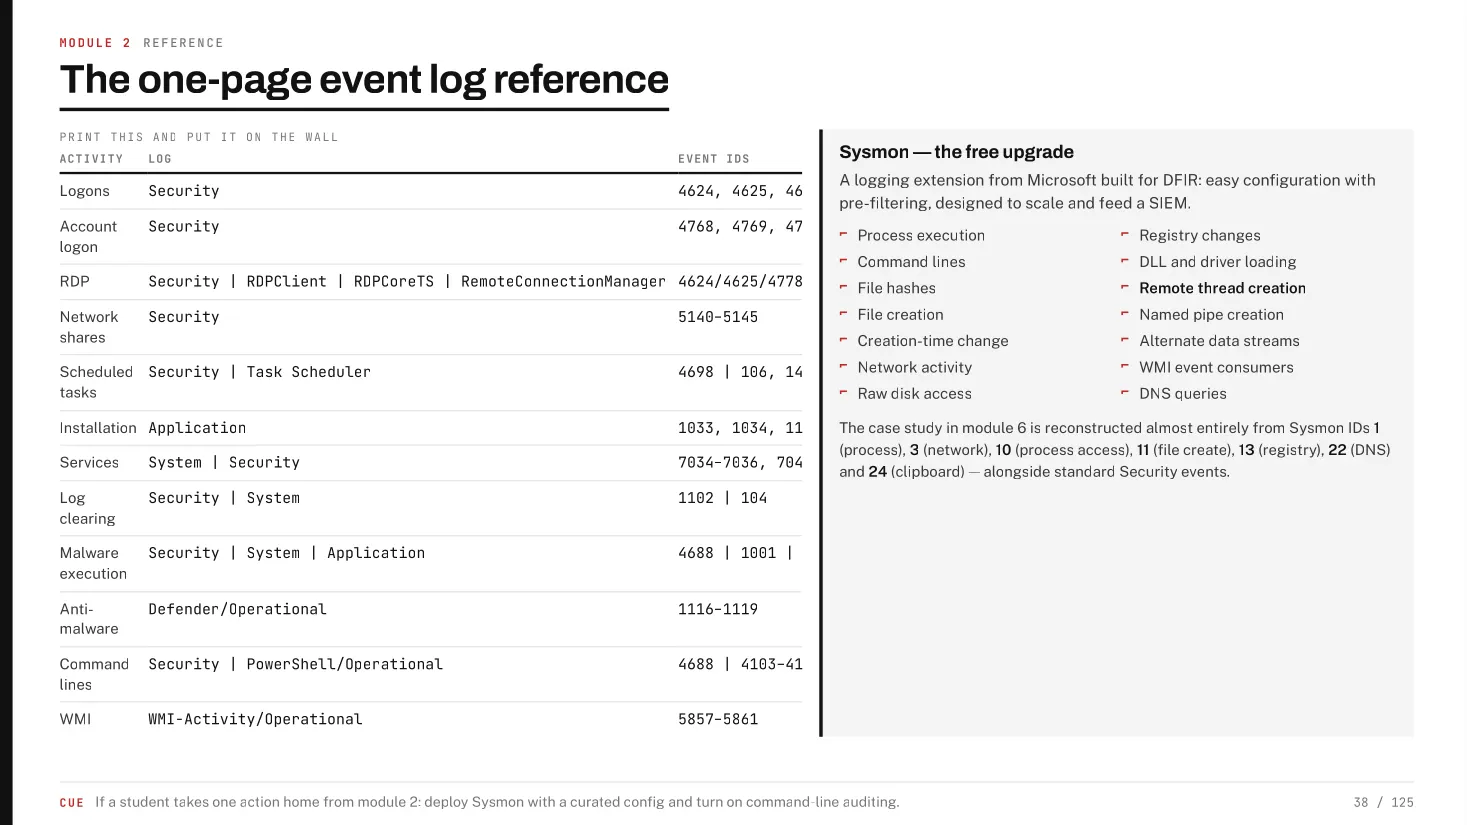 MODULE 2 REFERENCE
The one-page event log reference
PRINT THIS AND PUT IT ON THE WALL
ACTIVITY LOG EVENT IDS
Logons Security 4624, 4625, 46
Account logon Security 4768, 4769, 47
RDP Security | RDPClient | RDPCoreTS | RemoteConnectionManager 4624/4625/4778
Network shares Security 5140–5145
Scheduled tasks Security | Task Scheduler 4698 | 106, 14
Installation Application 1033, 1034, 11
Services System | Security 7034–7036, 704
Log clearing Security | System 1102 | 104
Malware execution Security | System | Application 4688 | 1001 |
Anti-malware Defender/Operational 1116–1119
Command lines Security | PowerShell/Operational 4688 | 4103–41
WMI WMI-Activity/Operational 5857–5861
Sysmon — the free upgrade
A logging extension from Microsoft built for DFIR: easy configuration with
pre-filtering, designed to scale and feed a SIEM.
Process execution
Command lines
File hashes
File creation
Creation-time change
Network activity
Raw disk access
Registry changes
DLL and driver loading
Remote thread creation
Named pipe creation
Alternate data streams
WMI event consumers
DNS queries
The case study in module 6 is reconstructed almost entirely from Sysmon IDs 1
(process), 3 (network), 10 (process access), 11 (file create), 13 (registry), 22 (DNS)
and 24 (clipboard) — alongside standard Security events.
CUE If a student takes one action home from module 2: deploy Sysmon with a curated config and turn on command-line auditing.
38 / 125